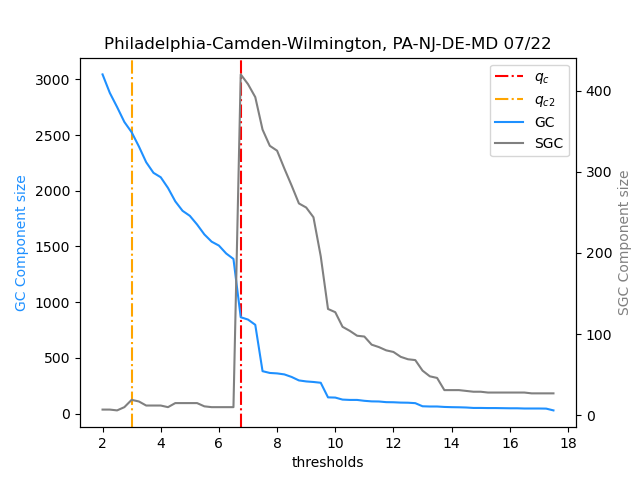 Philadelphia-Camden-Wilmington, PA-NJ-DE-MD 07/22
GC Component size
3000
2500
2000
1500
1000
500
0
q_c
q_c2
GC
SGC
400
300
200
100
0
SGC Component size
2 4 6 8 10 12 14 16 18
thresholds